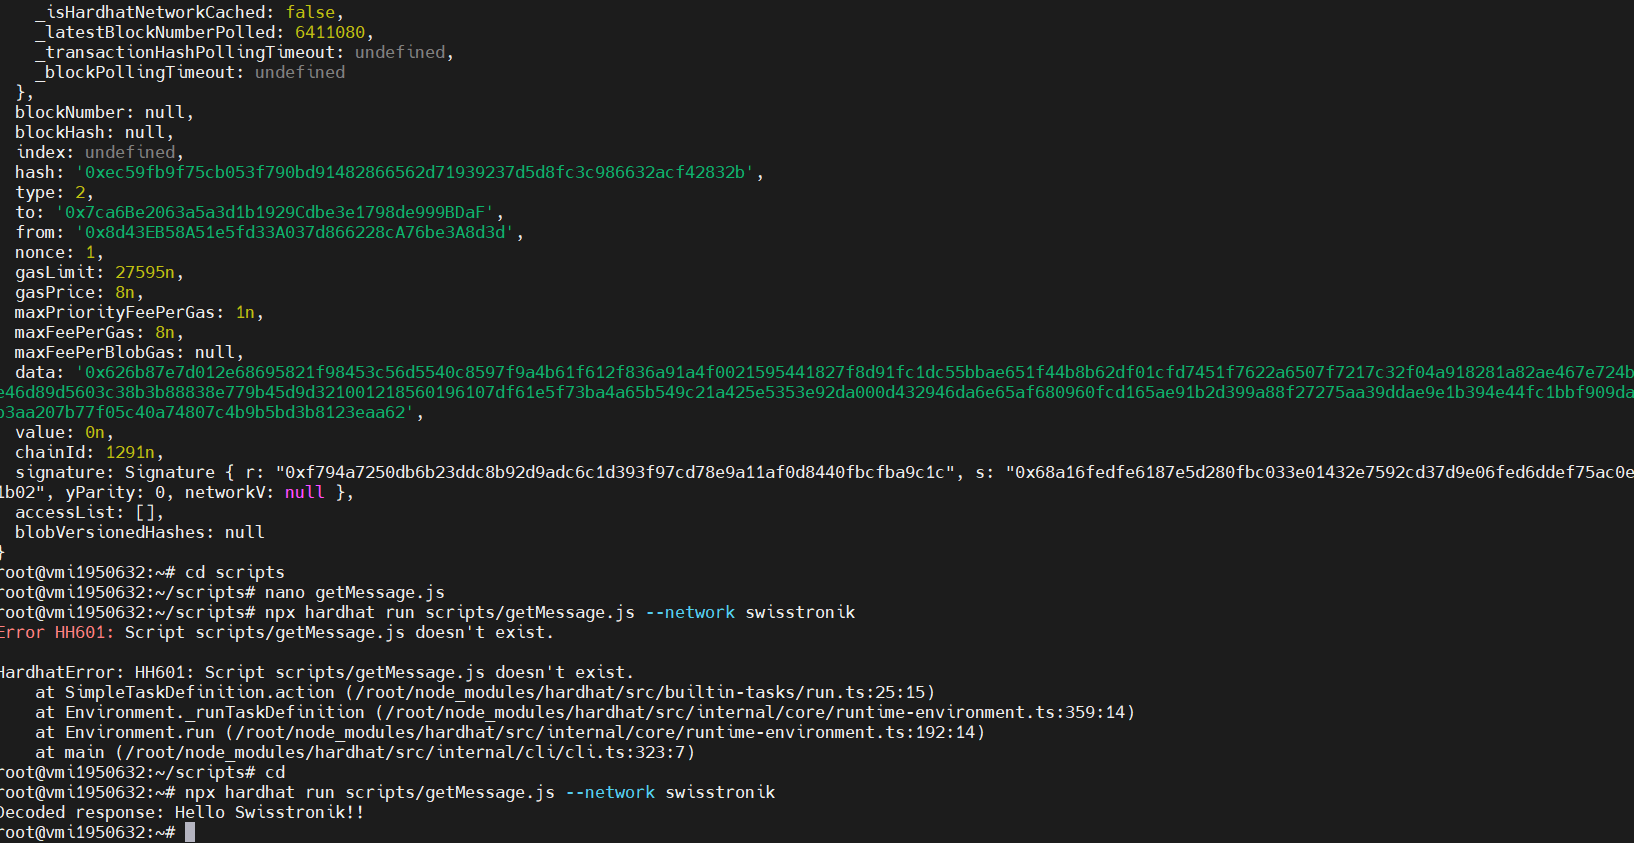 _isHardhatNetworkCached: false,
_latestBlockNumberPolled: 6411080,
_transactionHashPollingTimeout: undefined,
_blockPollingTimeout: undefined
},
blockNumber: null,
blockHash: null,
index: undefined,
hash: '0xec59fb9f75cb053f790bd91482866562d71939237d5d8fc3c986632acf42832b',
type: 2,
to: '0x7ca6Be2063a5a3d1b1929Cdbe3e1798de999BDaF',
from: '0x8d43EB58A51e5fd33A037d866228cA76be3A8d3d',
nonce: 1,
gasLimit: 27595n,
gasPrice: 8n,
maxPriorityFeePerGas: 1n,
maxFeePerGas: 8n,
maxFeePerBlobGas: null,
data: '0x626b87e7d012e68695821f98453c56d5540c8597f9a4b61f612f836a91a4f0021595441827f8d91fc1dc55bbae651f44b8b62df01cfd7451f7622a6507f7217c32f04a918281a82ae467e724b
e46d89d5603c38b3b88838e779b45d9d321001218560196107df61e5f73ba4a65b549c21a425e5353e92da000d432946da6e65af680960fcd165ae91b2d399a88f27275aa39ddae9e1b394e44fc1bbf909da
b3aa207b77f05c40a74807c4b9b5bd3b8123eaa62',
value: 0n,
chainId: 1291n,
signature: Signature { r: "0xf794a7250db6b23ddc8b92d9adc6c1d393f97cd78e9a11af0d8440fbcfba9c1c", s: "0x68a16fedfe6187e5d280fbc033e01432e7592cd37d9e06fed6ddef75ac0e
1b02", yParity: 0, networkV: null },
accessList: [],
blobVersionedHashes: null
}
root@vmi1950632:~# cd scripts
root@vmi1950632:~/scripts# nano getMessage.js
root@vmi1950632:~/scripts# npx hardhat run scripts/getMessage.js --network swisstronik
Error HH601: Script scripts/getMessage.js doesn't exist.
HardhatError: HH601: Script scripts/getMessage.js doesn't exist.
at SimpleTaskDefinition.action (/root/node_modules/hardhat/src/builtin-tasks/run.ts:25:15)
at Environment._runTaskDefinition (/root/node_modules/hardhat/src/internal/core/runtime-environment.ts:359:14)
at Environment.run (/root/node_modules/hardhat/src/internal/core/runtime-environment.ts:192:14)
at main (/root/node_modules/hardhat/src/internal/cli/cli.ts:323:7)
root@vmi1950632:~/scripts# cd
root@vmi1950632:~# npx hardhat run scripts/getMessage.js --network swisstronik
Decoded response: Hello Swisstronik!!
root@vmi1950632:~#